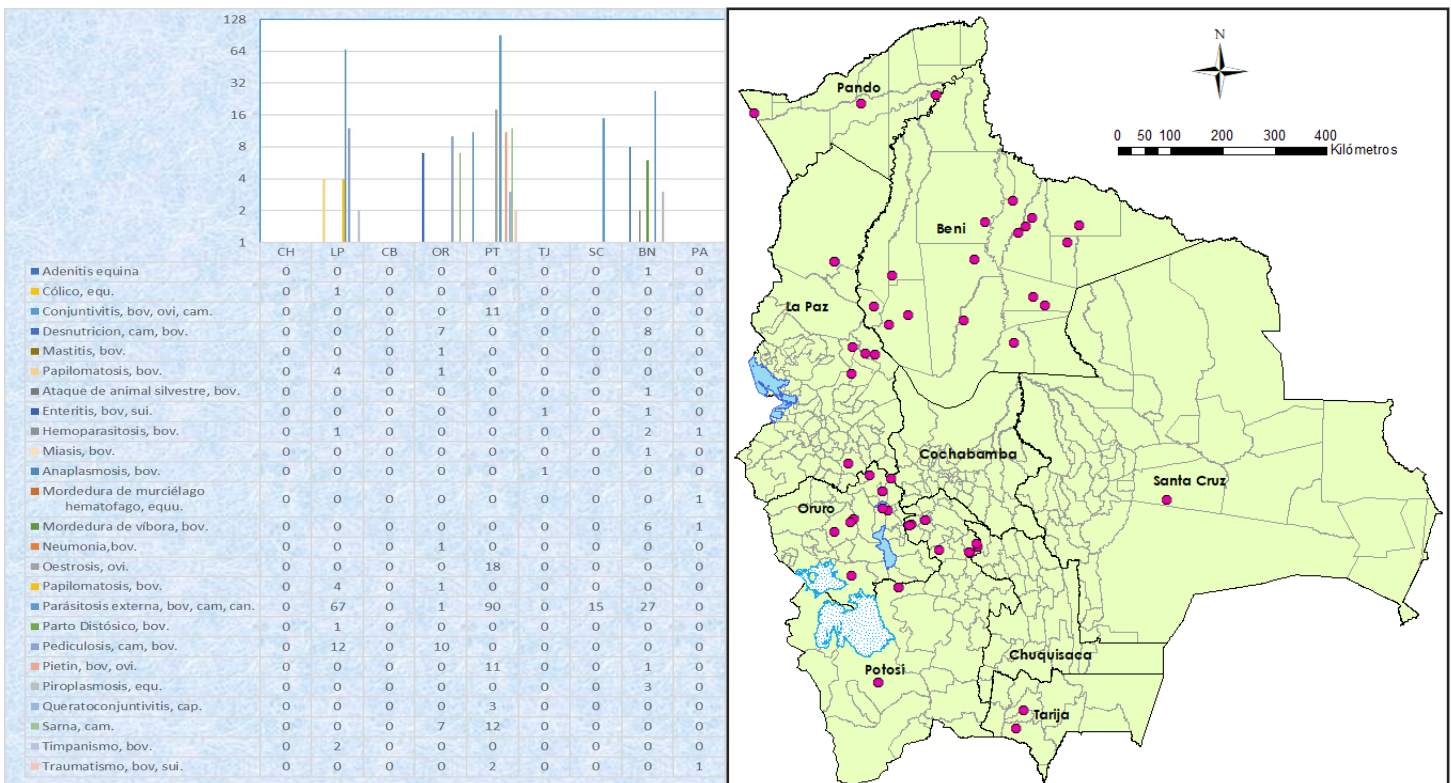 128
64
32
16
8
4
2
1
CH LP CB OR PT TJ SC BN PA
Adenitis equina 0 0 0 0 0 0 0 1 0
Cólico, equ. 0 1 0 0 0 0 0 0 0
Conjuntivitis, bov, ovi, cam. 0 0 0 0 11 0 0 0 0
Desnutricion, cam, bov. 0 0 0 7 0 0 0 8 0
Mastitis, bov. 0 0 0 1 0 0 0 0 0
Papilomatosis, bov. 0 4 0 1 0 0 0 0 0
Ataque de animal silvestre, bov. 0 0 0 0 0 0 0 1 0
Enteritis, bov, sui. 0 0 0 0 0 1 0 1 0
Hemoparasitosis, bov. 0 1 0 0 0 0 0 2 1
Miasis, bov. 0 0 0 0 0 0 0 1 0
Anaplasmosis, bov. 0 0 0 0 0 1 0 0 0
Mordedura de murciélago
hematofago, equu. 0 0 0 0 0 0 0 0 1
Mordedura de víbora, bov. 0 0 0 0 0 0 0 6 1
Neumonia,bov. 0 0 0 1 0 0 0 0 0
Oestrosis, ovi. 0 0 0 0 18 0 0 0 0
Papilomatosis, bov. 0 4 0 1 0 0 0 0 0
Parásitosis externa, bov, cam, can. 0 67 0 1 90 0 15 27 0
Parto Distósico, bov. 0 1 0 0 0 0 0 0 0
Pediculosis, cam, bov. 0 12 0 10 0 0 0 0 0
Pietin, bov, ovi. 0 0 0 0 11 0 0 1 0
Piroplasmosis, equ. 0 0 0 0 0 0 0 3 0
Queratoconjuntivitis, cap. 0 0 0 0 3 0 0 0 0
Sarna, cam. 0 0 0 7 12 0 0 0 0
Timpanismo, bov. 0 2 0 0 0 0 0 0 0
Traumatismo, bov, sui. 0 0 0 0 2 0 0 0 1
N
0 50 100 200 300 400
Kilómetros
Pando
Beni
La Paz
Cochabamba
Santa Cruz
Oruro
Chuquisaca
Potosí
Tarija